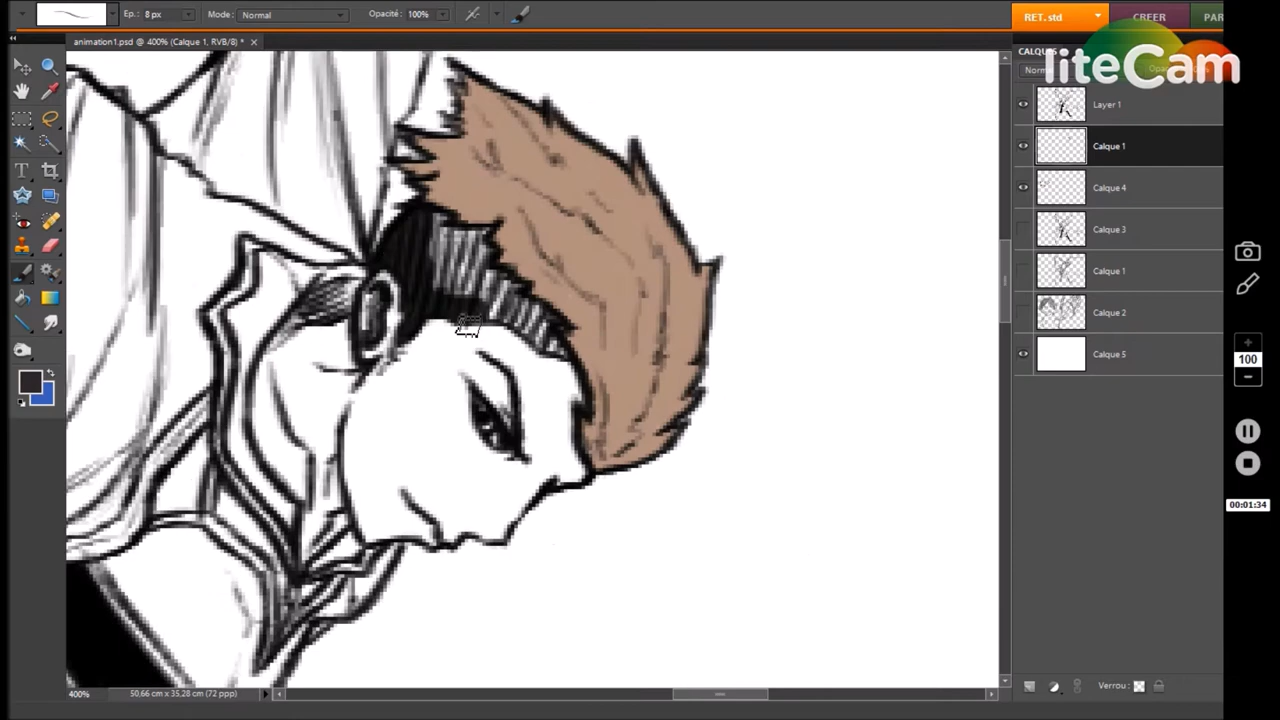 Ep.: 8 px
Mode: Normal
Opacité: 100%
RET. std
CREER
PAR
animation1.psd @ 400% (Calque 1, RVB/8) *
CALQUES
liteCam
Norm
Layer 1
Calque 1
Calque 4
Calque 3
Calque 1
Calque 2
Calque 5
100
00:01:34
Verrou:
400%
50,66 cm x 35,28 cm (72 ppp)